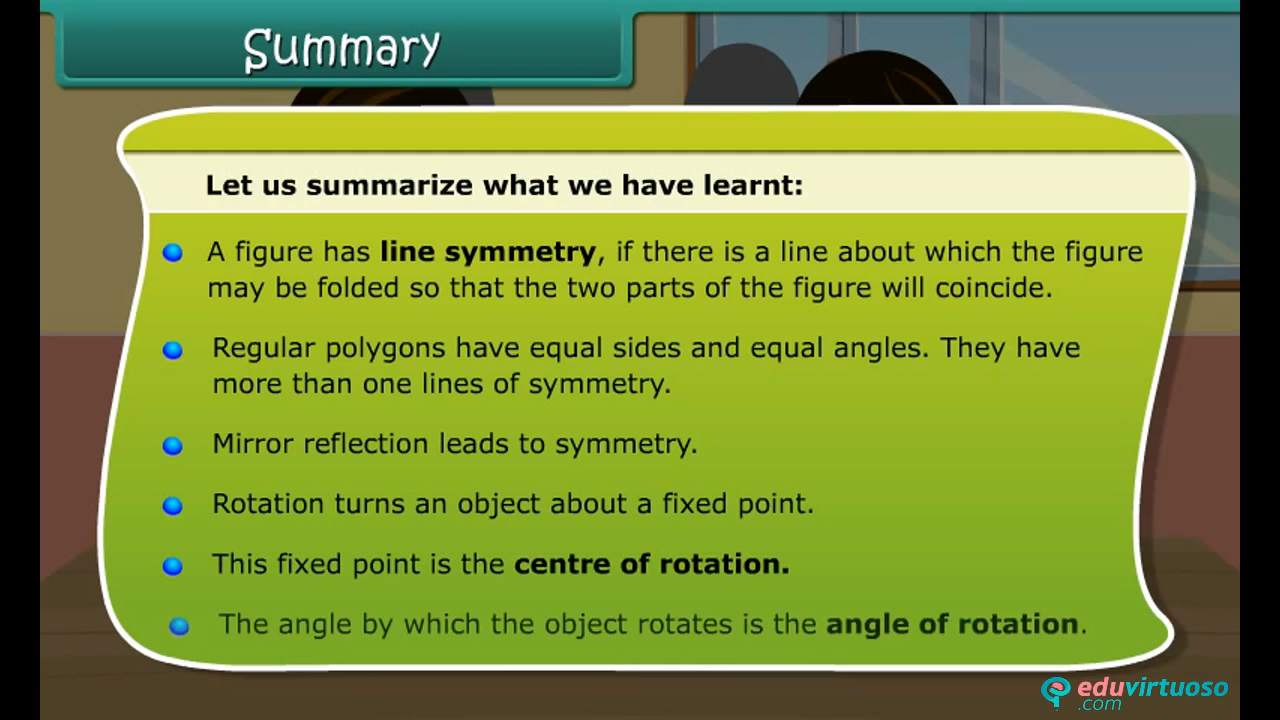 Summary
Let us summarize what we have learnt:
A figure has line symmetry, if there is a line about which the figure
may be folded so that the two parts of the figure will coincide.
Regular polygons have equal sides and equal angles. They have
more than one lines of symmetry.
Mirror reflection leads to symmetry.
Rotation turns an object about a fixed point.
This fixed point is the centre of rotation.
The angle by which the object rotates is the angle of rotation.
eduvirtuoso
.com